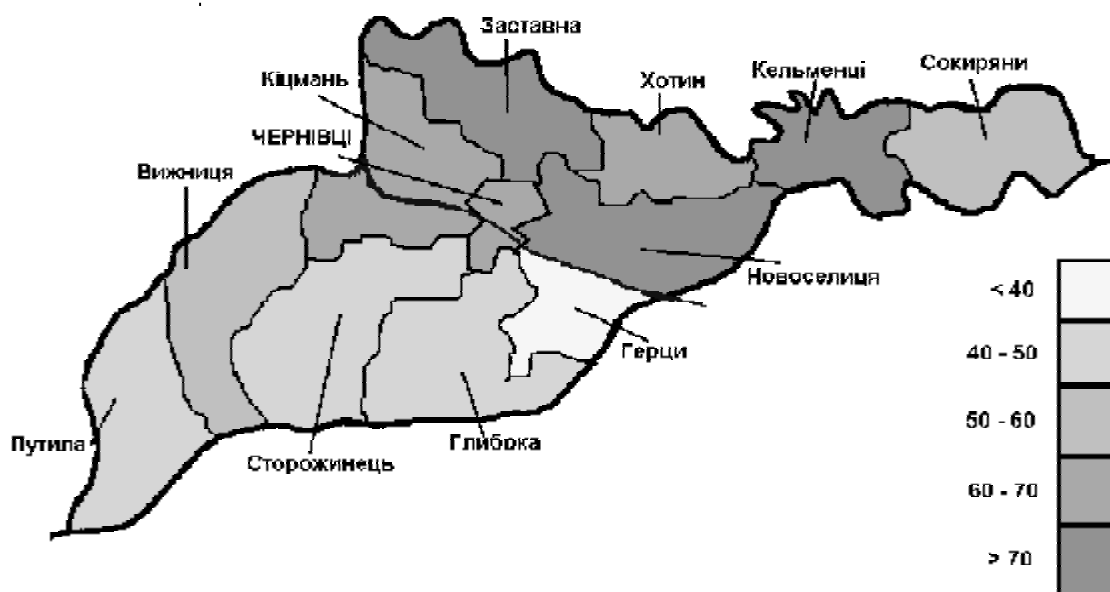 Заставна
Кіцмань
Хотин
Кельменці
Сокиряни
ЧЕРНІВЦІ
Вижниця
Новоселиця
< 40
Герци
40 - 50
Путила
Сторожинець
Глибока
50 - 60
60 - 70
> 70